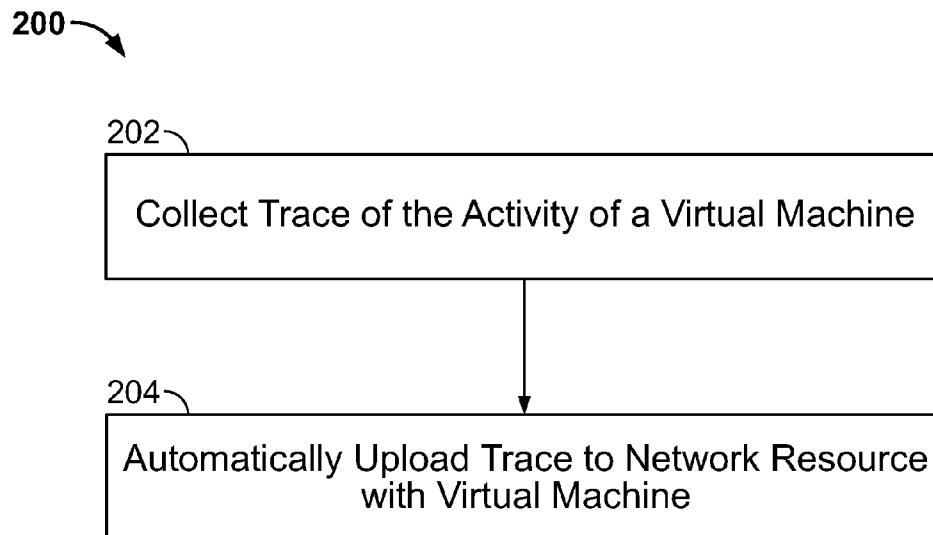 200
202
Collect Trace of the Activity of a Virtual Machine
204
Automatically Upload Trace to Network Resource
with Virtual Machine